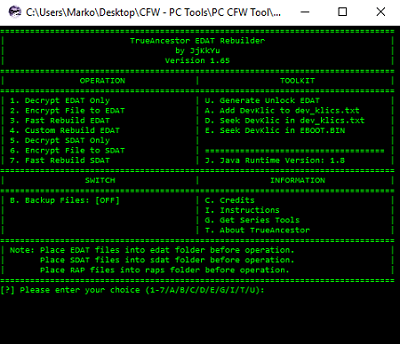 C:\Users\Marko\Desktop\CFW - PC Tools\PC CFW Tool\...
TrueAncestor EDAT Rebuilder
by JjKkYu
Version 1.65
OPERATION | TOOLKIT
1. Decrypt EDAT Only | U. Generate Unlock EDAT
2. Encrypt File to EDAT | A. Add DevKlic to dev_klics.txt
3. Fast Rebuild EDAT | D. Seek DevKlic in dev_klics.txt
4. Custom Rebuild EDAT | E. Seek DevKlic in EBOOT.BIN
5. Decrypt SDAT Only
6. Encrypt File to SDAT | ====================================
7. Fast Rebuild SDAT | J. Java Runtime Version: 1.8
SWITCH | INFORMATION
B. Backup Files: [OFF] | C. Credits
I. Instructions
G. Get Series Tools
T. About TrueAncestor
Note: Place EDAT files into edat folder before operation.
Place SDAT files into sdat folder before operation.
Place RAP files into raps folder before operation.
[?] Please enter your choice (1-7/A/B/C/D/E/G/I/T/U):